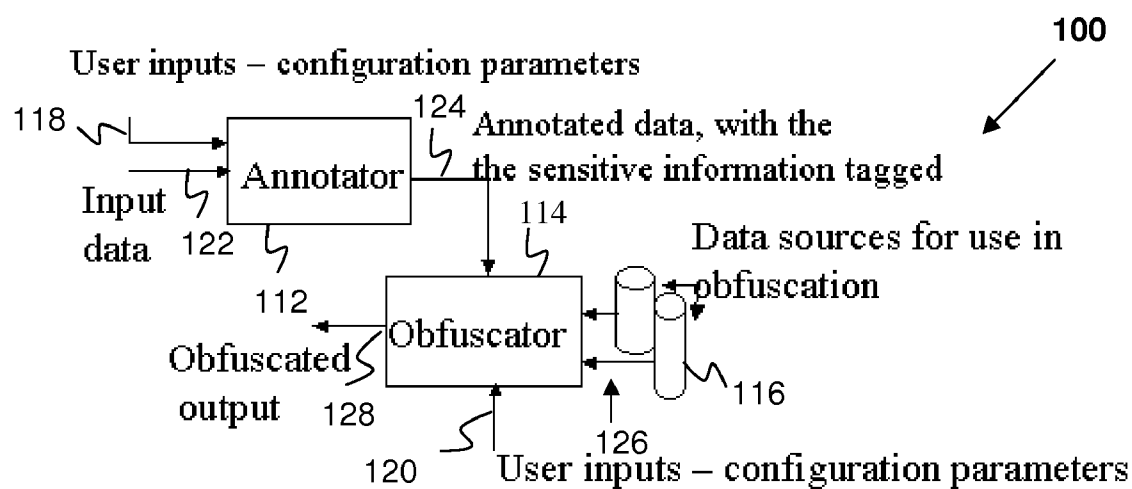 100
User inputs – configuration parameters
118
124
Annotated data, with the
the sensitive information tagged
Annotator
Input
data
122
112
114
Data sources for use in
obfuscation
Obfuscator
Obfuscated
output
128
116
120
126
User inputs – configuration parameters